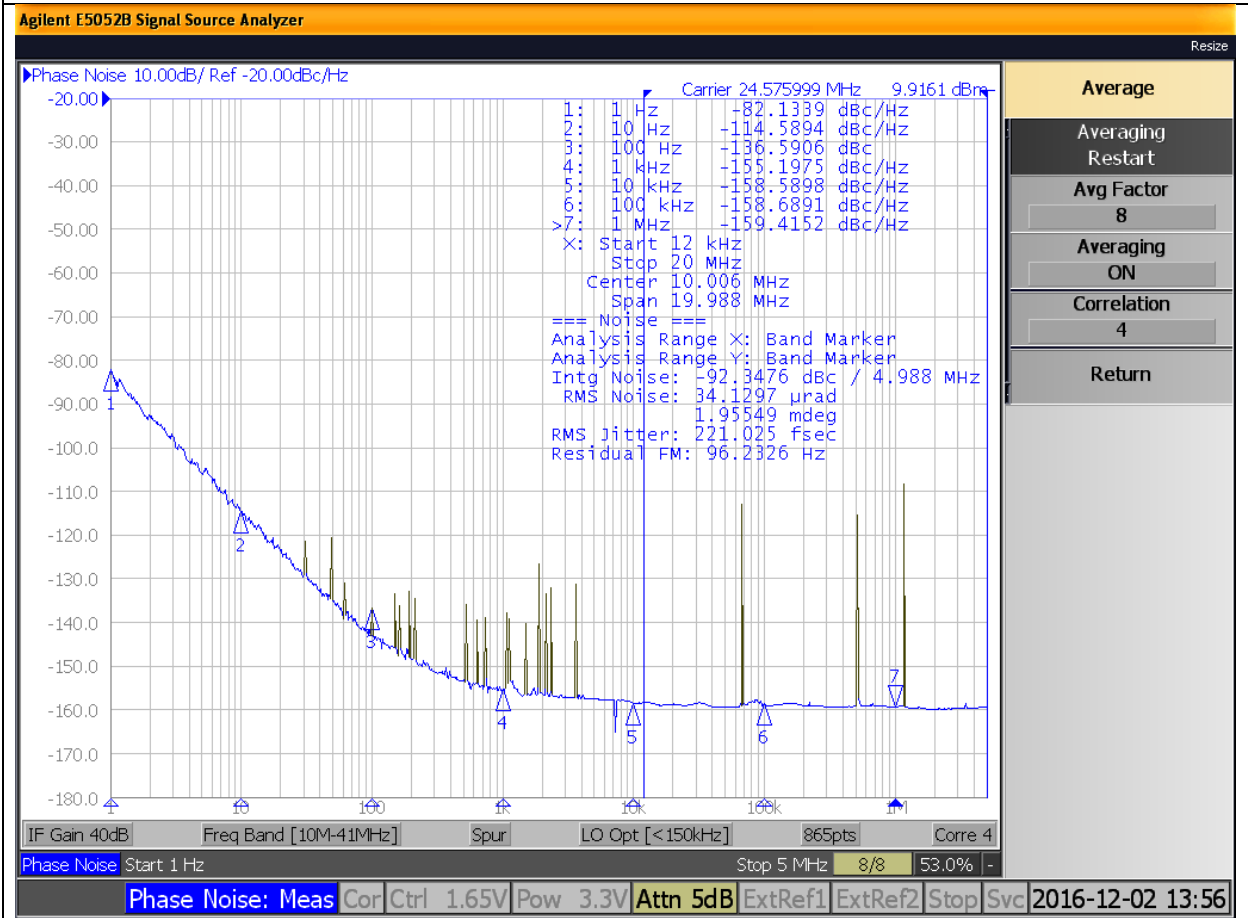 Agilent E5052B Signal Source Analyzer
Resize
Phase Noise 10.00dB/ Ref -20.00dBc/Hz
Carrier 24.575999 MHz 9.9161 dBm
-20.00
-30.00
-40.00
-50.00
-60.00
-70.00
-80.00
-90.00
-100.0
-110.0
-120.0
-130.0
-140.0
-150.0
-160.0
-170.0
-180.0
1: 1 Hz -82.1339 dBc/Hz
2: 10 Hz -114.5894 dBc/Hz
3: 100 Hz -136.5906 dBc
4: 1 kHz -155.1975 dBc/Hz
5: 10 kHz -158.5898 dBc/Hz
6: 100 kHz -158.6891 dBc/Hz
>7: 1 MHz -159.4152 dBc/Hz
X: Start 12 kHz
Stop 20 MHz
Center 10.006 MHz
Span 19.988 MHz
=== Noise ===
Analysis Range X: Band Marker
Analysis Range Y: Band Marker
Intg Noise: -92.3476 dBc / 4.988 MHz
RMS Noise: 34.1297 µrad
1.95549 mdeg
RMS Jitter: 221.025 fsec
Residual FM: 96.2326 Hz
1
2
3
4
5
6
7
1 10 100 1k 10k 100k 1M
IF Gain 40dB Freq Band [10M-41MHz] Spur LO Opt [<150kHz] 865pts Corre 4
Phase Noise Start 1 Hz Stop 5 MHz 8/8 53.0% -
Phase Noise: Meas Cor Ctrl 1.65V Pow 3.3V Attn 5dB ExtRef1 ExtRef2 Stop Svc 2016-12-02 13:56
Average
Averaging
Restart
Avg Factor
8
Averaging
ON
Correlation
4
Return